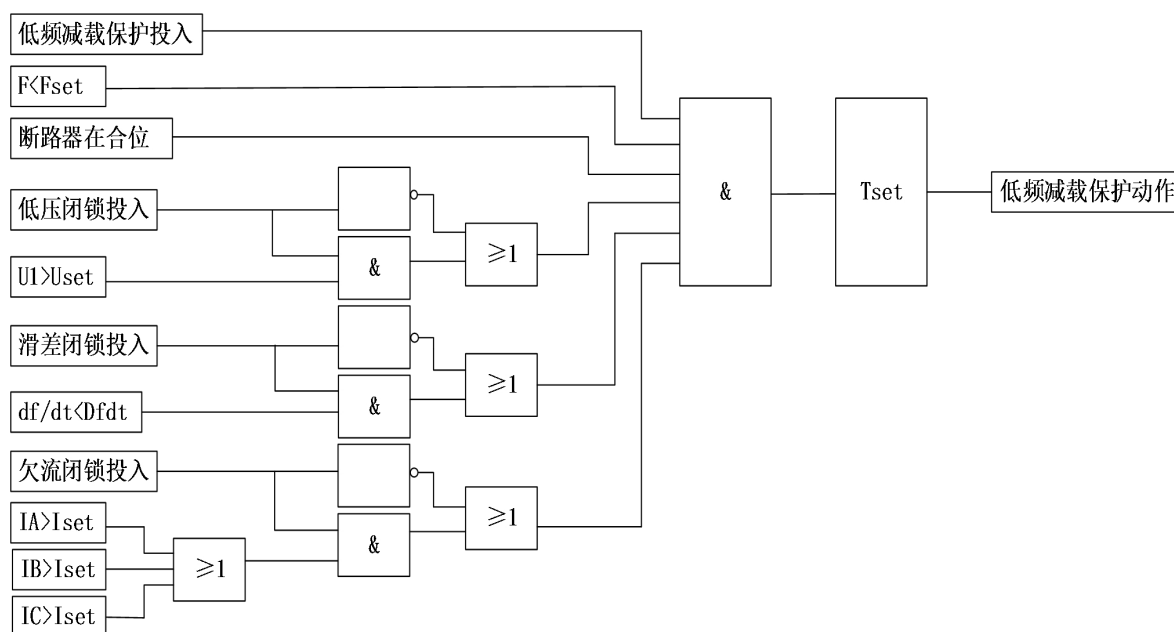 低频减载保护投入
F<Fset
断路器在合位
&
Tset
低频减载保护动作
低压闭锁投入
≥1
&
U1>Uset
滑差闭锁投入
≥1
&
df/dt<Dfdt
欠流闭锁投入
≥1
&
IA>Iset
≥1
IB>Iset
IC>Iset